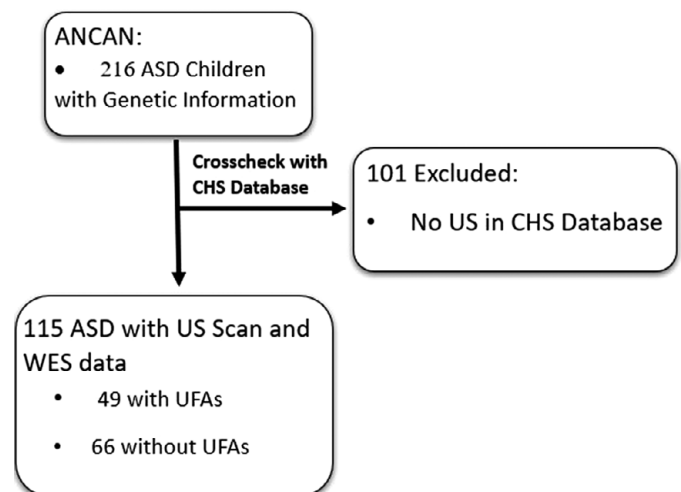 ANCAN:
• 216 ASD Children
with Genetic Information
Crosscheck with
CHS Database
101 Excluded:
• No US in CHS Database
115 ASD with US Scan and
WES data
• 49 with UFAs
• 66 without UFAs